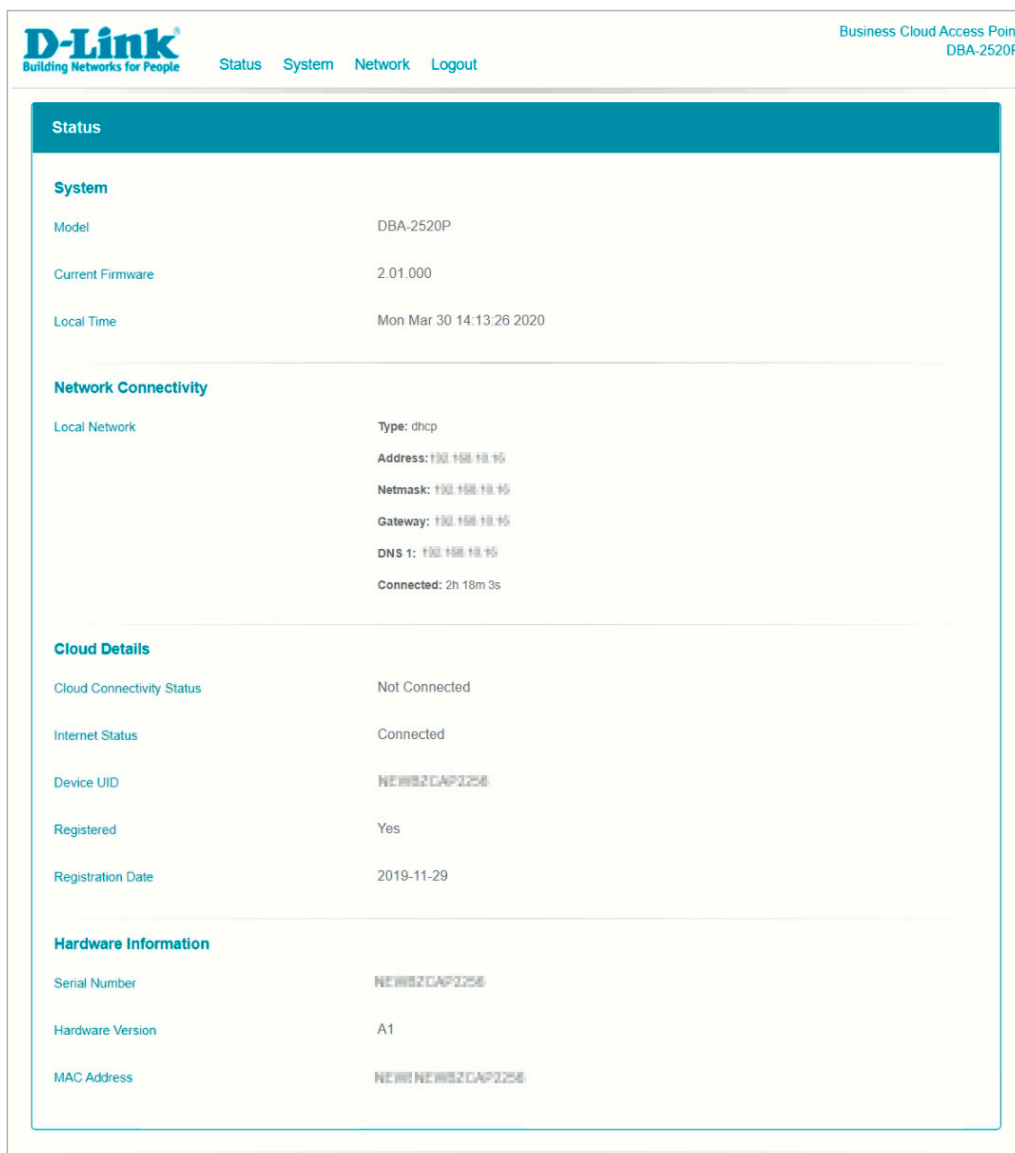 D-Link®
Building Networks for People
Status System Network Logout
Business Cloud Access Poin
DBA-2520P
Status
System
Model DBA-2520P
Current Firmware 2.01.000
Local Time Mon Mar 30 14:13:26 2020
Network Connectivity
Local Network Type: dhcp
Address:
Netmask:
Gateway:
DNS 1:
Connected: 2h 18m 3s
Cloud Details
Cloud Connectivity Status Not Connected
Internet Status Connected
Device UID
Registered Yes
Registration Date 2019-11-29
Hardware Information
Serial Number
Hardware Version A1
MAC Address